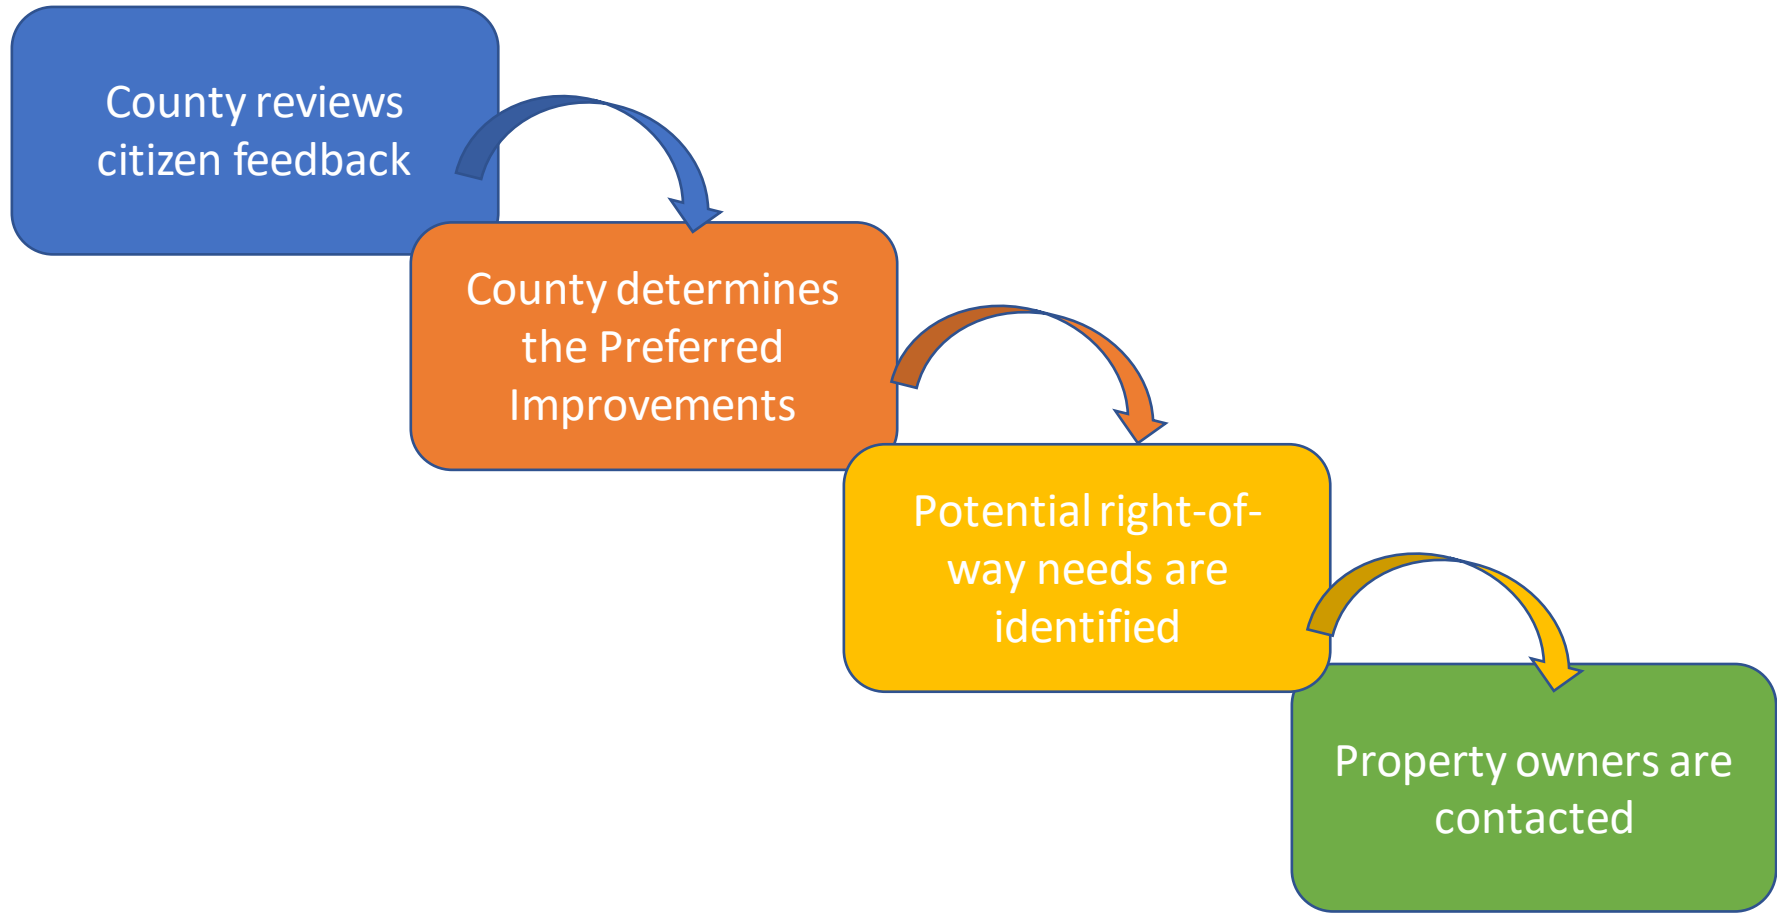 County reviews
citizen feedback
County determines
the Preferred
Improvements
Potential right-of-
way needs are
identified
Property owners are
contacted